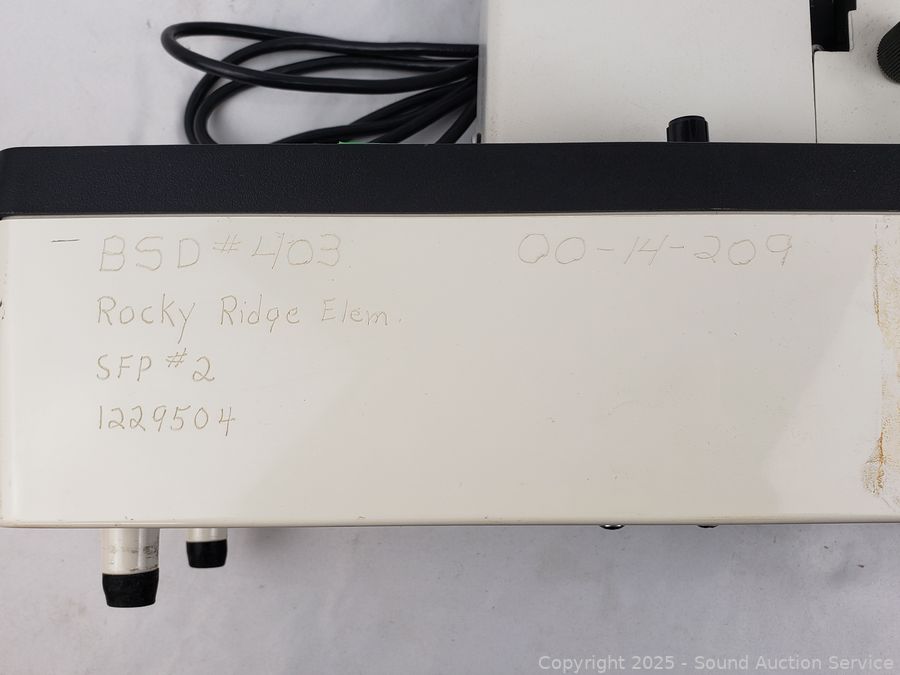 BSD #403 00-14-209
Rocky Ridge Elem.
SFP #2
1229504
Copyright © 2025 - Sound Auction Service